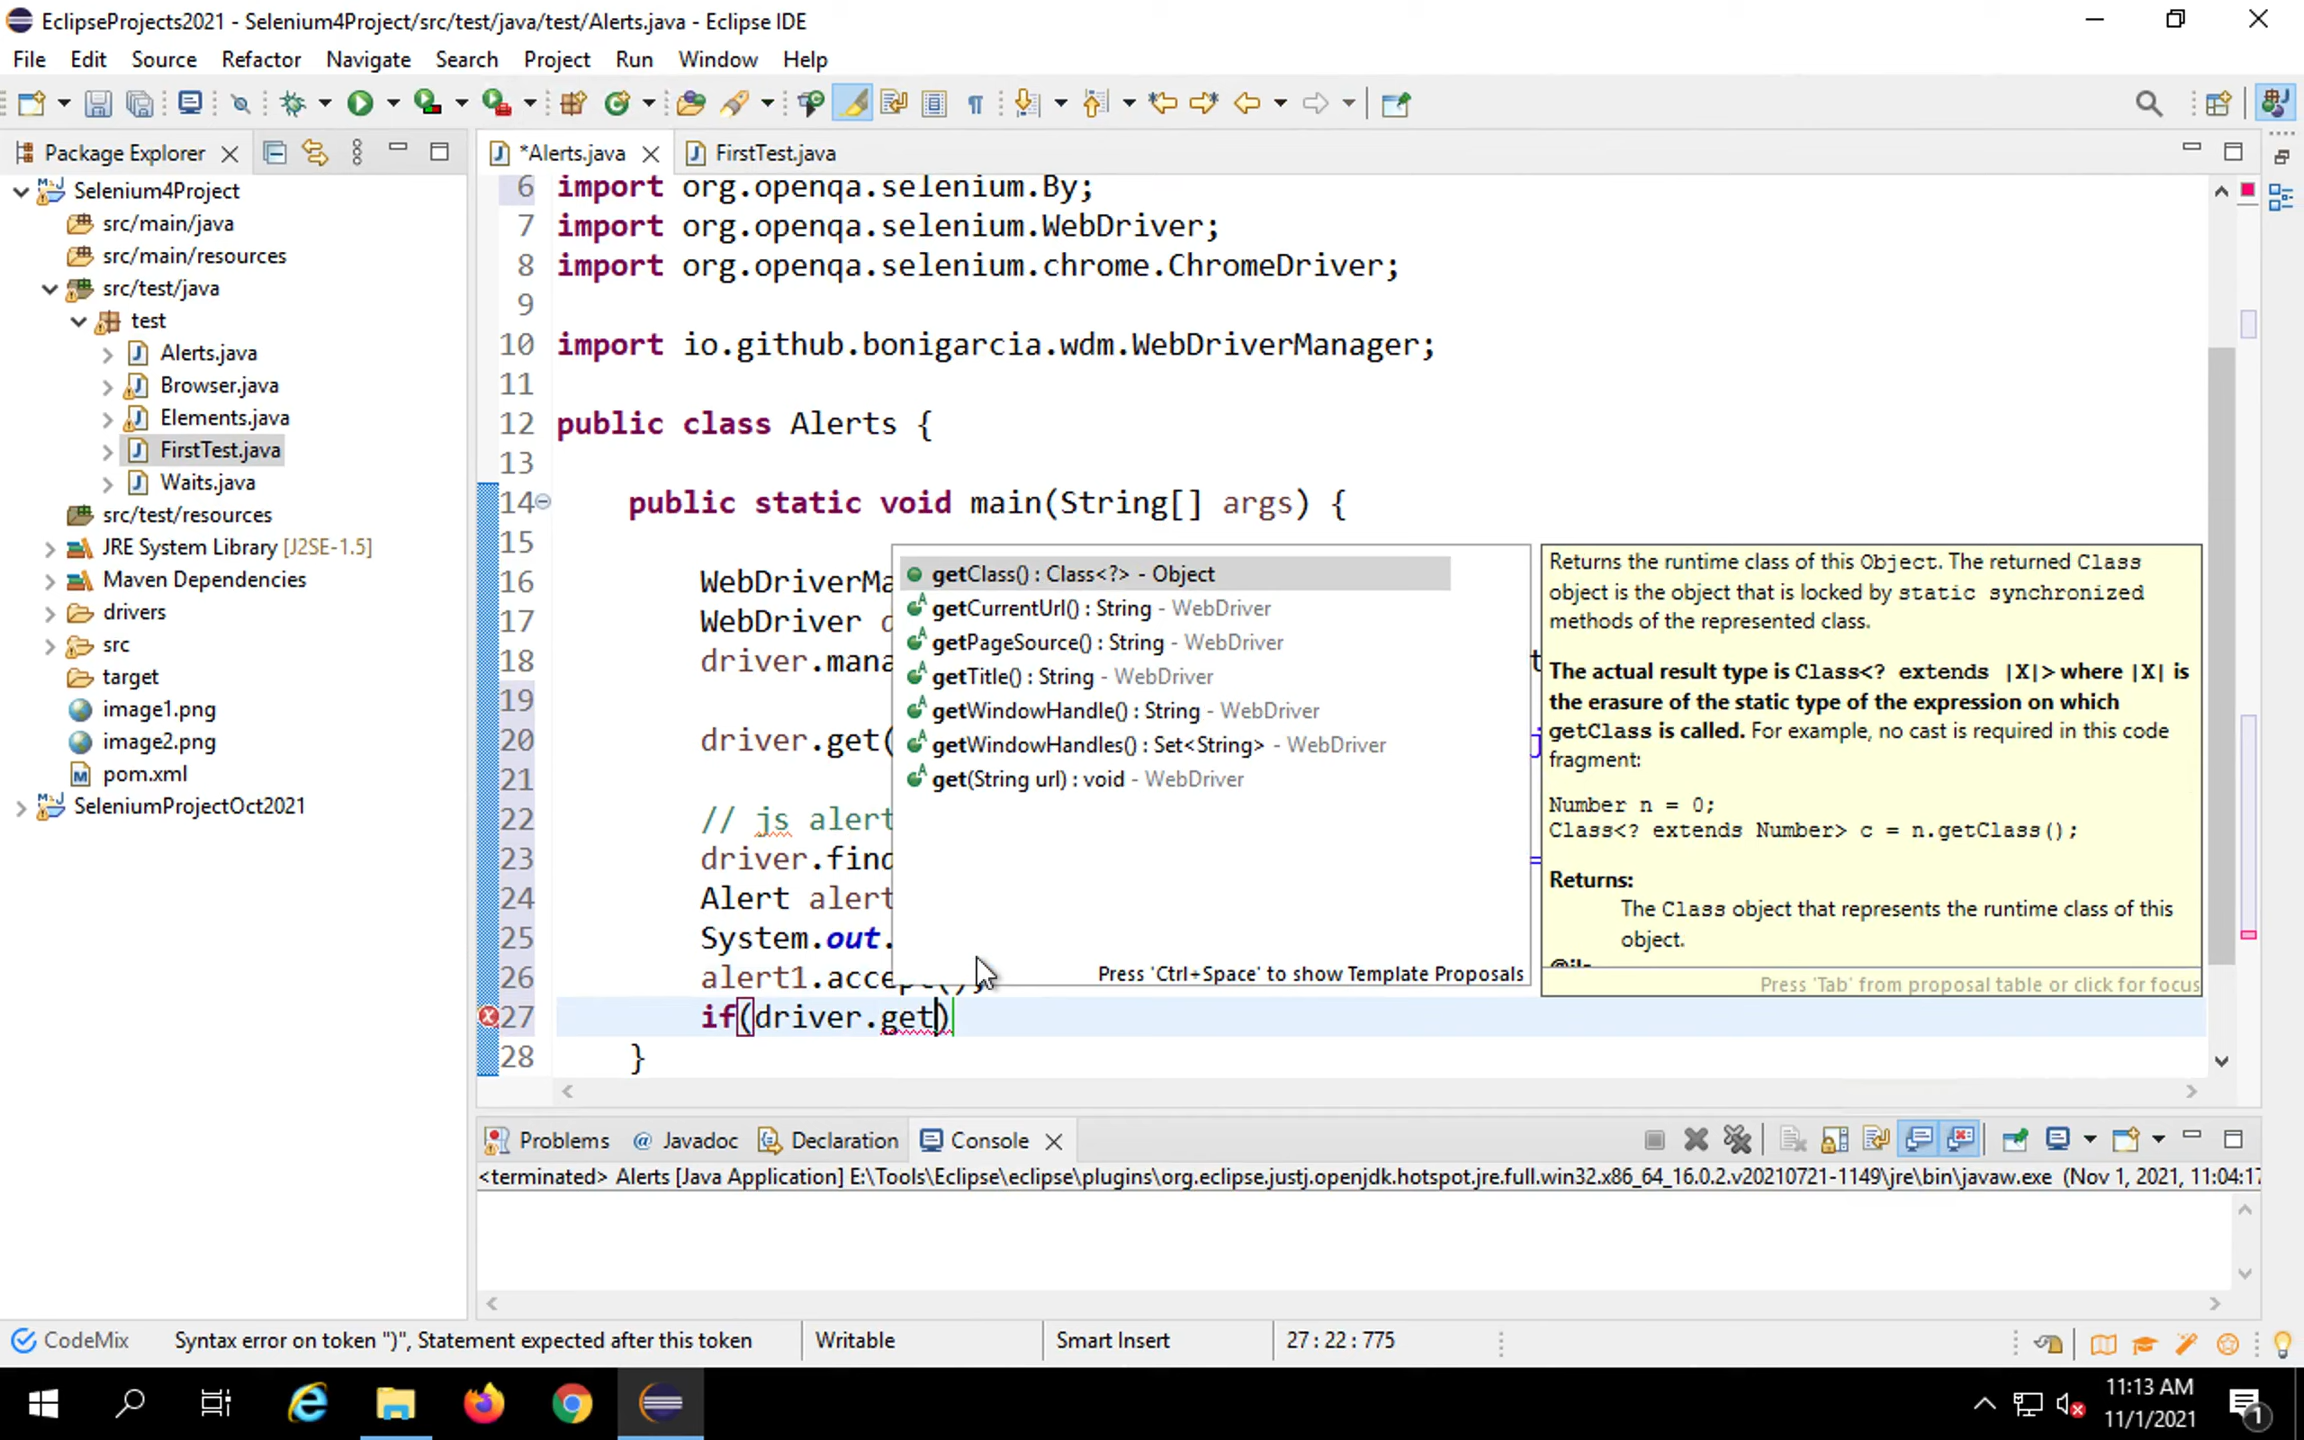 EclipseProjects2021 - Selenium4Project/src/test/java/test/Alerts.java - Eclipse IDE
File Edit Source Refactor Navigate Search Project Run Window Help
Package Explorer
*Alerts.java
FirstTest.java
Selenium4Project
src/main/java
src/main/resources
src/test/java
test
Alerts.java
Browser.java
Elements.java
FirstTest.java
Waits.java
src/test/resources
JRE System Library [J2SE-1.5]
Maven Dependencies
drivers
src
target
image1.png
image2.png
pom.xml
SeleniumProjectOct2021
6 import org.openqa.selenium.By;
7 import org.openqa.selenium.WebDriver;
8 import org.openqa.selenium.chrome.ChromeDriver;
9
10 import io.github.bonigarcia.wdm.WebDriverManager;
11
12 public class Alerts {
13
14 public static void main(String[] args) {
15
16 WebDriverMa
17 WebDriver
18 driver.mana
19
20 driver.get(
21
22 // js alert
23 driver.find
24 Alert alert
25 System.out.
26 alert1.accept();
27 if(driver.get)
28 }
getClass() : Class<?> - Object
getCurrentUrl() : String - WebDriver
getPageSource() : String - WebDriver
getTitle() : String - WebDriver
getWindowHandle() : String - WebDriver
getWindowHandles() : Set<String> - WebDriver
get(String url) : void - WebDriver
Press 'Ctrl+Space' to show Template Proposals
Returns the runtime class of this Object. The returned Class
object is the object that is locked by static synchronized
methods of the represented class.
The actual result type is Class<? extends |X|> where |X| is
the erasure of the static type of the expression on which
getClass is called. For example, no cast is required in this code
fragment:
Number n = 0;
Class<? extends Number> c = n.getClass();
Returns:
The Class object that represents the runtime class of this
object.
Press 'Tab' from proposal table or click for focus
Problems @ Javadoc Declaration Console
<terminated> Alerts [Java Application] E:\Tools\Eclipse\eclipse\plugins\org.eclipse.justj.openjdk.hotspot.jre.full.win32.x86_64_16.0.2.v20210721-1149\jre\bin\javaw.exe (Nov 1, 2021, 11:04:17
CodeMix
Syntax error on token ")", Statement expected after this token
Writable
Smart Insert
27 : 22 : 775
11:13 AM
11/1/2021
1